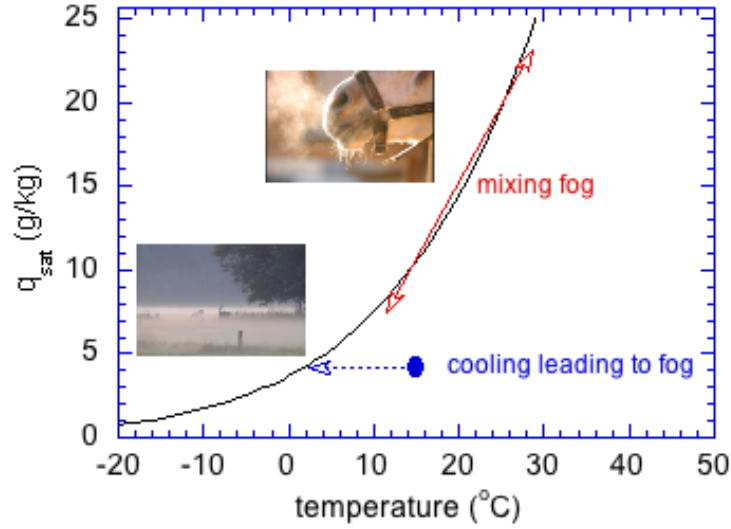 25
20
15
10
5
0
q_sat (g/kg)
mixing fog
cooling leading to fog
-20 -10 0 10 20 30 40 50
temperature (°C)